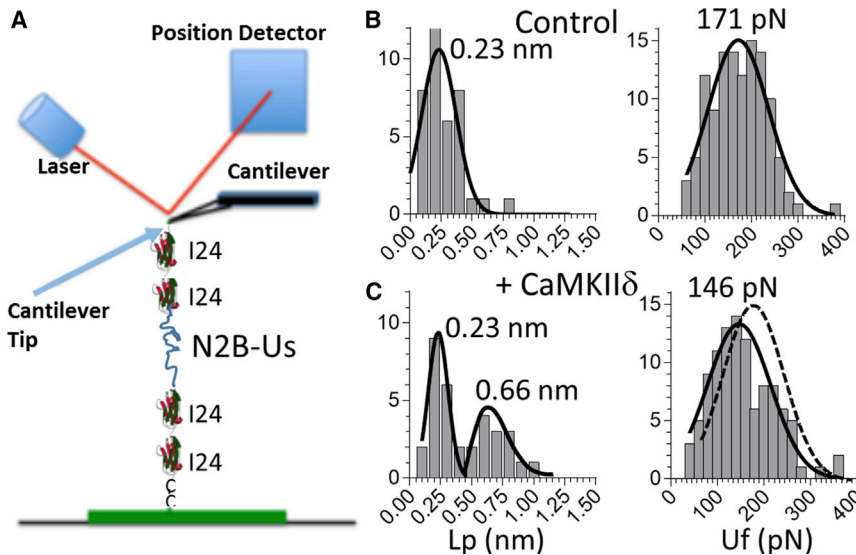 A
Position Detector
Laser
Cantilever
I24
I24
Cantilever
Tip
N2B-Us
I24
I24
C
C
B
Control
0.23 nm
171 pN
10
5
0
0.00
0.25
0.50
0.75
1.00
1.25
1.50
15
10
5
0
0
100
200
300
400
C
+ CaMKIIδ
0.23 nm
0.66 nm
146 pN
10
5
0
0.00
0.25
0.50
0.75
1.00
1.25
1.50
Lp (nm)
15
10
5
0
0
100
200
300
400
Uf (pN)